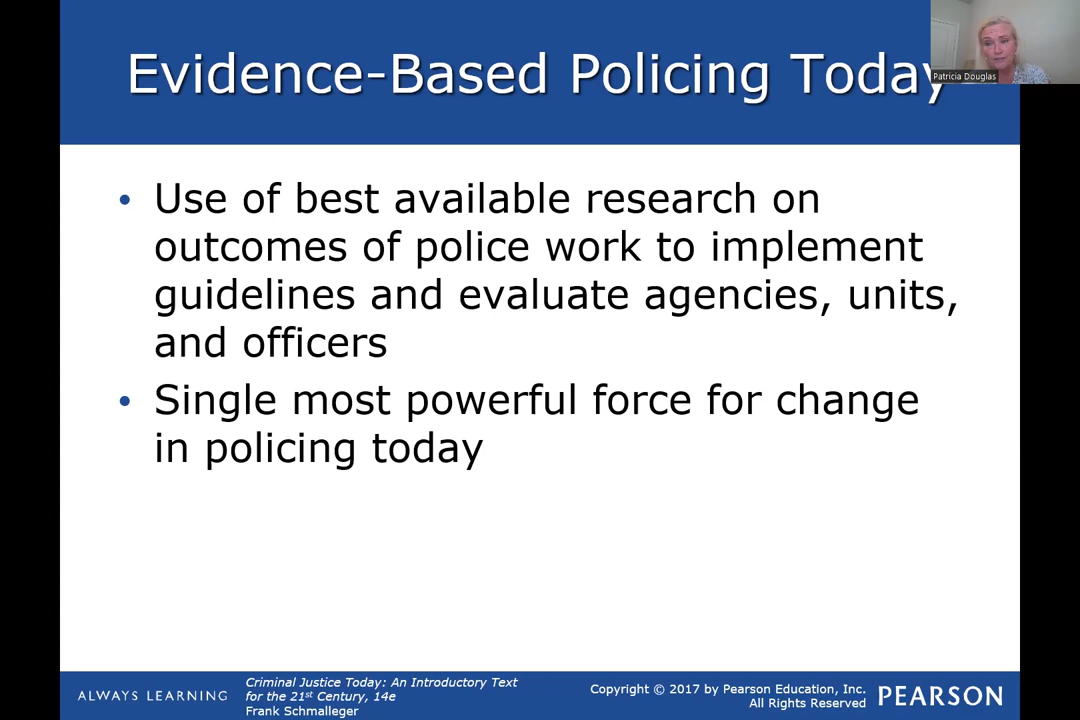 Evidence-Based Policing Today
Patricia Douglas
• Use of best available research on
outcomes of police work to implement
guidelines and evaluate agencies, units,
and officers
• Single most powerful force for change
in policing today
ALWAYS LEARNING
Criminal Justice Today: An Introductory Text
for the 21st Century, 14e
Frank Schmalleger
Copyright © 2017 by Pearson Education, Inc.
All Rights Reserved
PEARSON